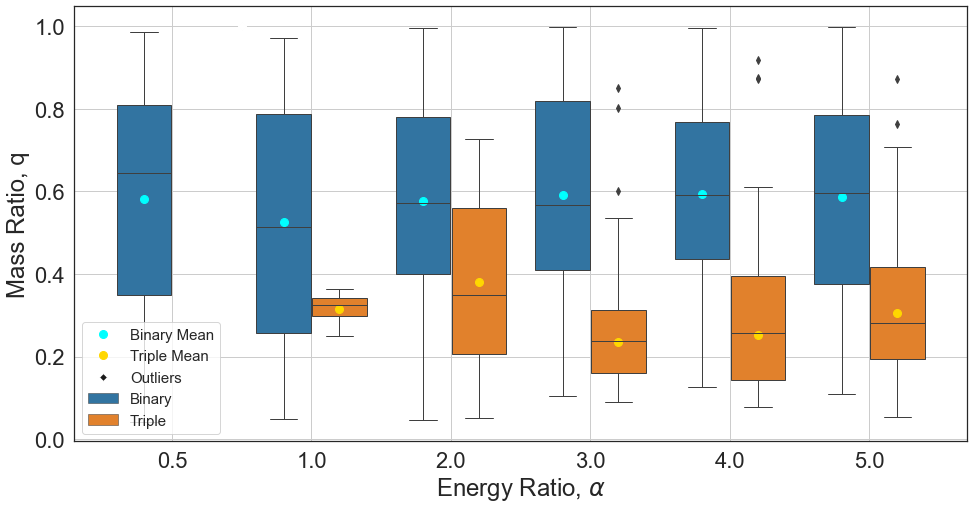 1.0
0.8
0.6
0.4
0.2
0.0
Mass Ratio, q
Binary Mean
Triple Mean
Outliers
Binary
Triple
0.5 1.0 2.0 3.0 4.0 5.0
Energy Ratio, α